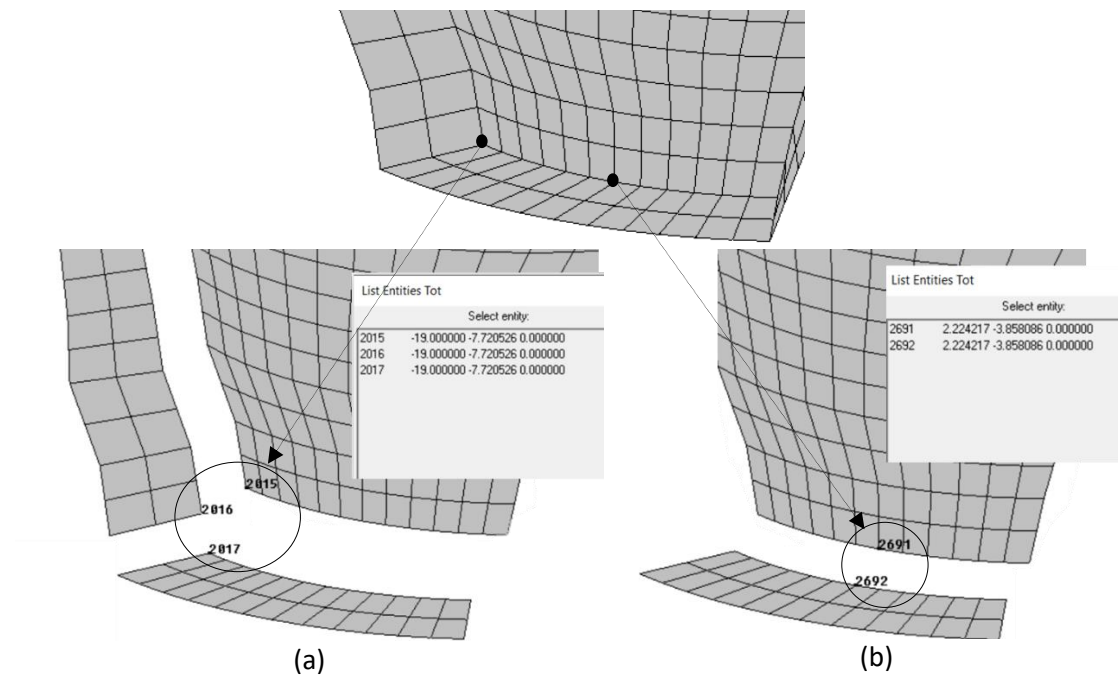 List Entities Tot
Select entity:
2015 -19.000000 -7.720526 0.000000
2016 -19.000000 -7.720526 0.000000
2017 -19.000000 -7.720526 0.000000
2015
2016
2017
(a)
List Entities Tot
Select entity:
2691 2.224217 -3.858086 0.000000
2692 2.224217 -3.858086 0.000000
2691
2692
(b)